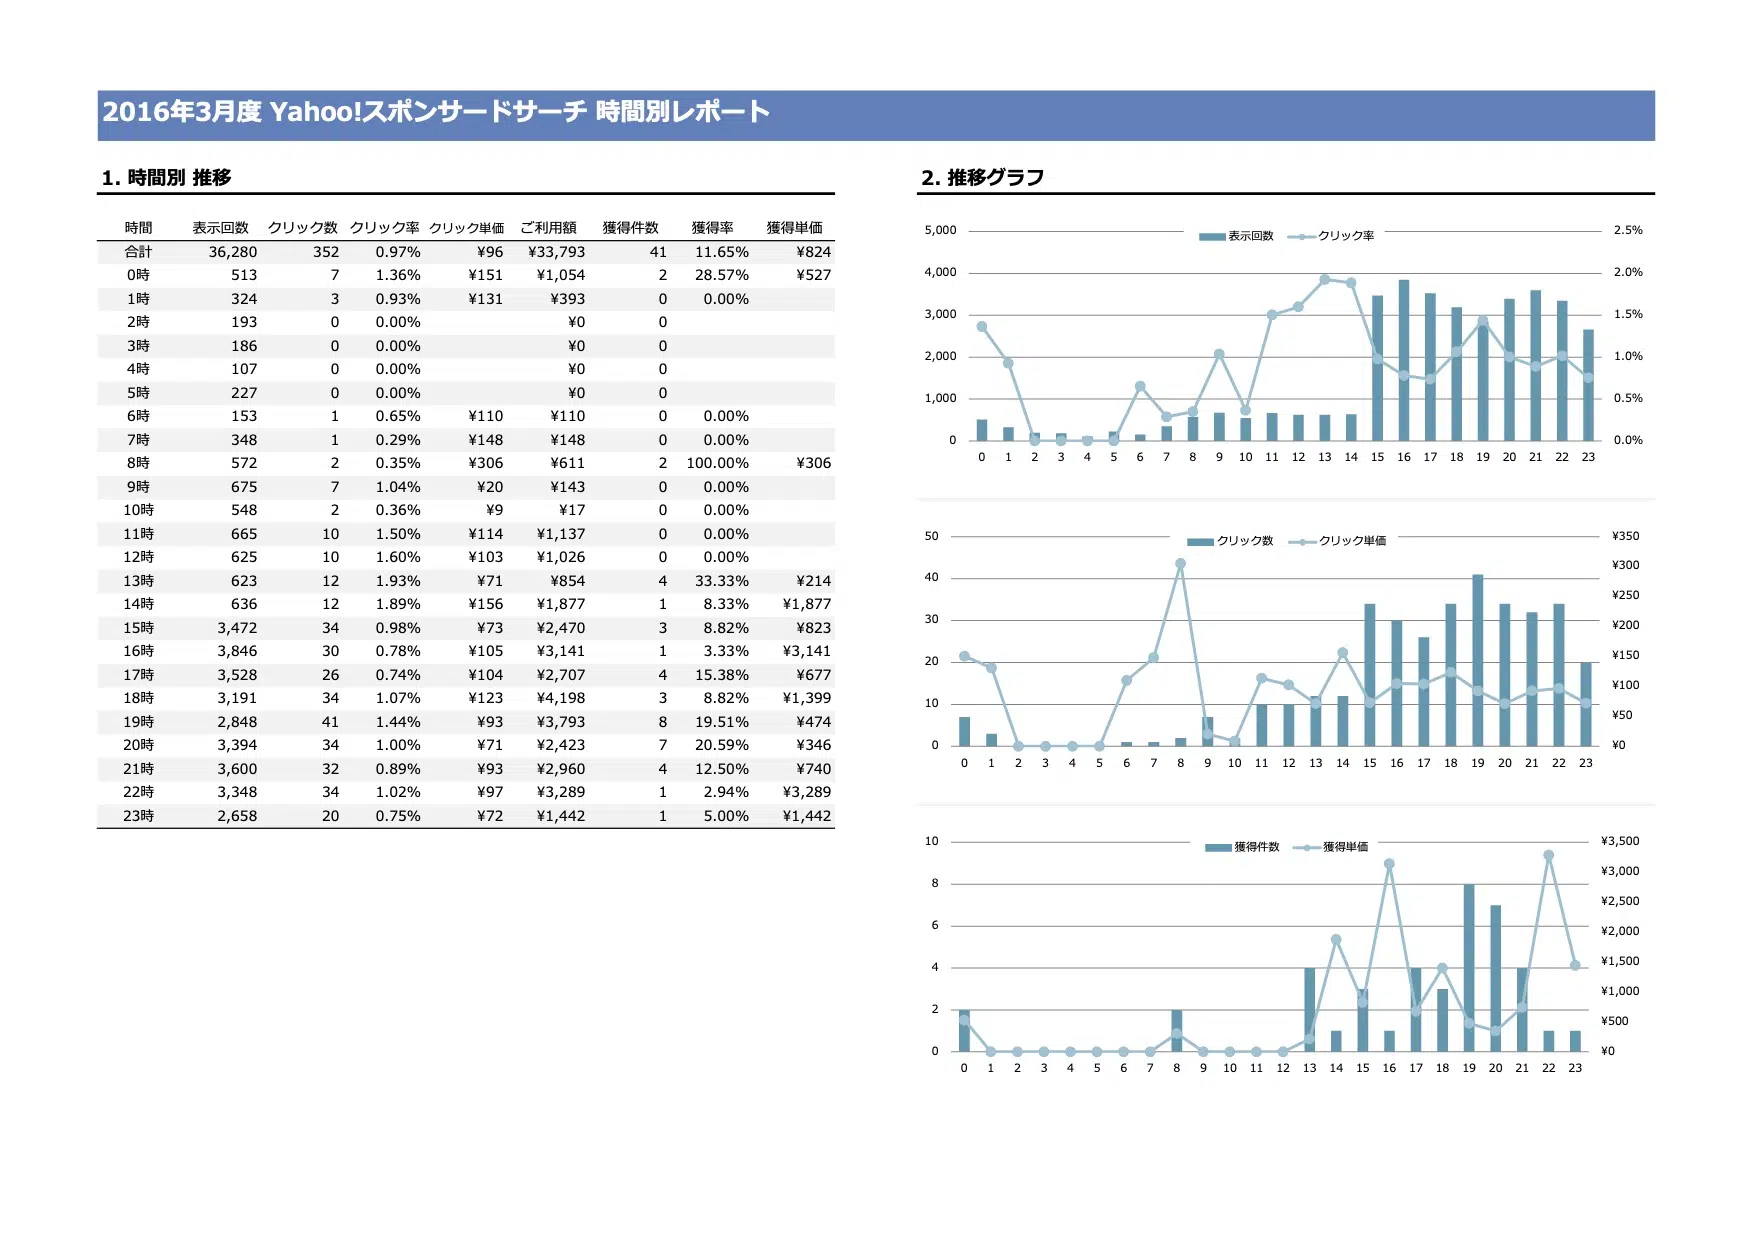 2016年3月度 Yahoo!スポンサードサーチ 時間別レポート
1. 時間別 推移
時間 表示回数 クリック数 クリック率 クリック単価 ご利用額 獲得件数 獲得率 獲得単価
合計 36,280 352 0.97% ¥96 ¥33,793 41 11.65% ¥824
0時 513 7 1.36% ¥151 ¥1,054 2 28.57% ¥527
1時 324 3 0.93% ¥131 ¥393 0 0.00%
2時 193 0 0.00% ¥0 0
3時 186 0 0.00% ¥0 0
4時 107 0 0.00% ¥0 0
5時 227 0 0.00% ¥0 0
6時 153 1 0.65% ¥110 ¥110 0 0.00%
7時 348 1 0.29% ¥148 ¥148 0 0.00%
8時 572 2 0.35% ¥306 ¥611 2 100.00% ¥306
9時 675 7 1.04% ¥20 ¥143 0 0.00%
10時 548 2 0.36% ¥9 ¥17 0 0.00%
11時 665 10 1.50% ¥114 ¥1,137 0 0.00%
12時 625 10 1.60% ¥103 ¥1,026 0 0.00%
13時 623 12 1.93% ¥71 ¥854 4 33.33% ¥214
14時 636 12 1.89% ¥156 ¥1,877 1 8.33% ¥1,877
15時 3,472 34 0.98% ¥73 ¥2,470 3 8.82% ¥823
16時 3,846 30 0.78% ¥105 ¥3,141 1 3.33% ¥3,141
17時 3,528 26 0.74% ¥104 ¥2,707 4 15.38% ¥677
18時 3,191 34 1.07% ¥123 ¥4,198 3 8.82% ¥1,399
19時 2,848 41 1.44% ¥93 ¥3,793 8 19.51% ¥474
20時 3,394 34 1.00% ¥71 ¥2,423 7 20.59% ¥346
21時 3,600 32 0.89% ¥93 ¥2,960 4 12.50% ¥740
22時 3,348 34 1.02% ¥97 ¥3,289 1 2.94% ¥3,289
23時 2,658 20 0.75% ¥72 ¥1,442 1 5.00% ¥1,442
2. 推移グラフ
表示回数 クリック率
5,000 2.5%
4,000 2.0%
3,000 1.5%
2,000 1.0%
1,000 0.5%
0 0.0%
0 1 2 3 4 5 6 7 8 9 10 11 12 13 14 15 16 17 18 19 20 21 22 23
クリック数 クリック単価
50 ¥350
¥300
40
¥250
30
¥200
20 ¥150
10 ¥100
¥50
0 ¥0
0 1 2 3 4 5 6 7 8 9 10 11 12 13 14 15 16 17 18 19 20 21 22 23
獲得件数 獲得単価
10 ¥3,500
¥3,000
8
¥2,500
6
¥2,000
4 ¥1,500
¥1,000
2
¥500
0 ¥0
0 1 2 3 4 5 6 7 8 9 10 11 12 13 14 15 16 17 18 19 20 21 22 23